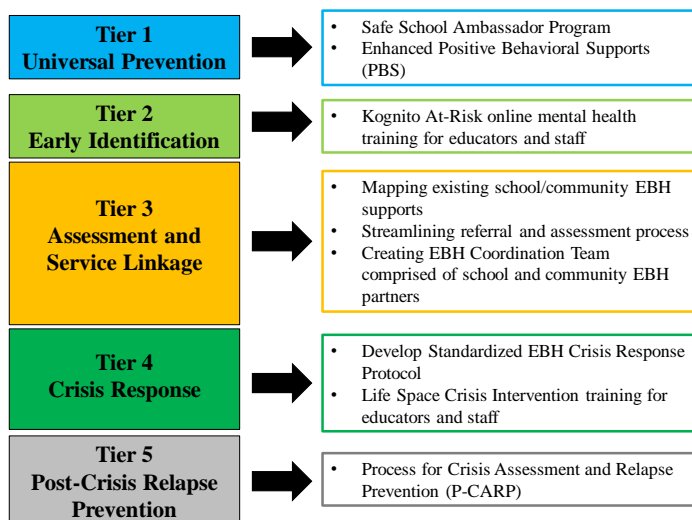 Tier 1
Universal Prevention
• Safe School Ambassador Program
• Enhanced Positive Behavioral Supports
(PBS)
Tier 2
Early Identification
• Kognito At-Risk online mental health
training for educators and staff
Tier 3
Assessment and
Service Linkage
• Mapping existing school/community EBH
supports
• Streamlining referral and assessment process
• Creating EBH Coordination Team
comprised of school and community EBH
partners
Tier 4
Crisis Response
• Develop Standardized EBH Crisis Response
Protocol
• Life Space Crisis Intervention training for
educators and staff
Tier 5
Post-Crisis Relapse
Prevention
• Process for Crisis Assessment and Relapse
Prevention (P-CARP)